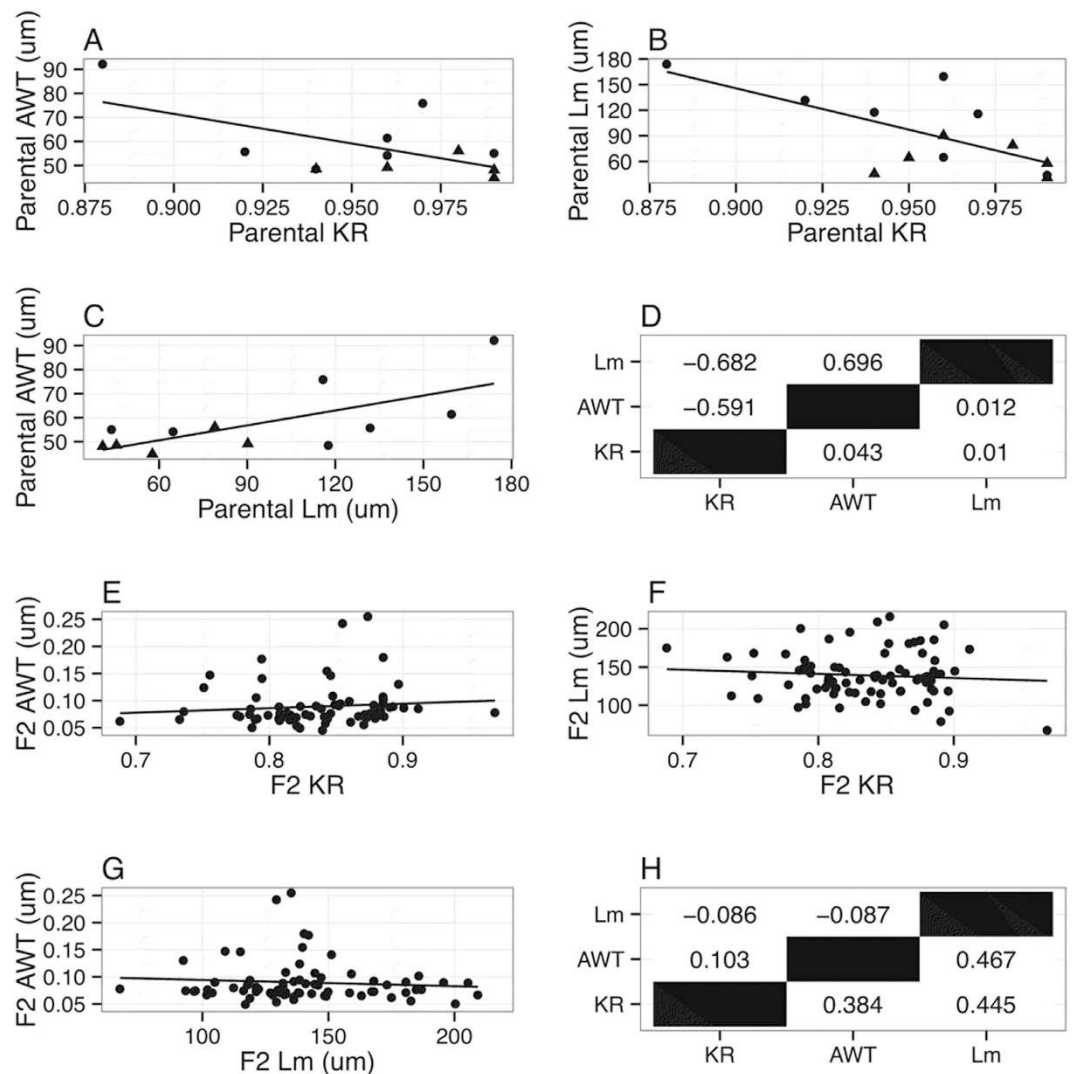 A
B
Parental AWT (um)
90
80
70
60
50
0.875 0.900 0.925 0.950 0.975
Parental KR
Parental Lm (um)
180
150
120
90
60
0.875 0.900 0.925 0.950 0.975
Parental KR
C
D
Parental AWT (um)
90
80
70
60
50
60 90 120 150 180
Parental Lm (um)
Lm −0.682 0.696
AWT −0.591 0.012
KR 0.043 0.01
KR AWT Lm
E
F
F2 AWT (um)
0.25
0.20
0.15
0.10
0.05
0.7 0.8 0.9
F2 KR
F2 Lm (um)
200
150
100
0.7 0.8 0.9
F2 KR
G
H
F2 AWT (um)
0.25
0.20
0.15
0.10
0.05
100 150 200
F2 Lm (um)
Lm −0.086 −0.087
AWT 0.103 0.467
KR 0.384 0.445
KR AWT Lm